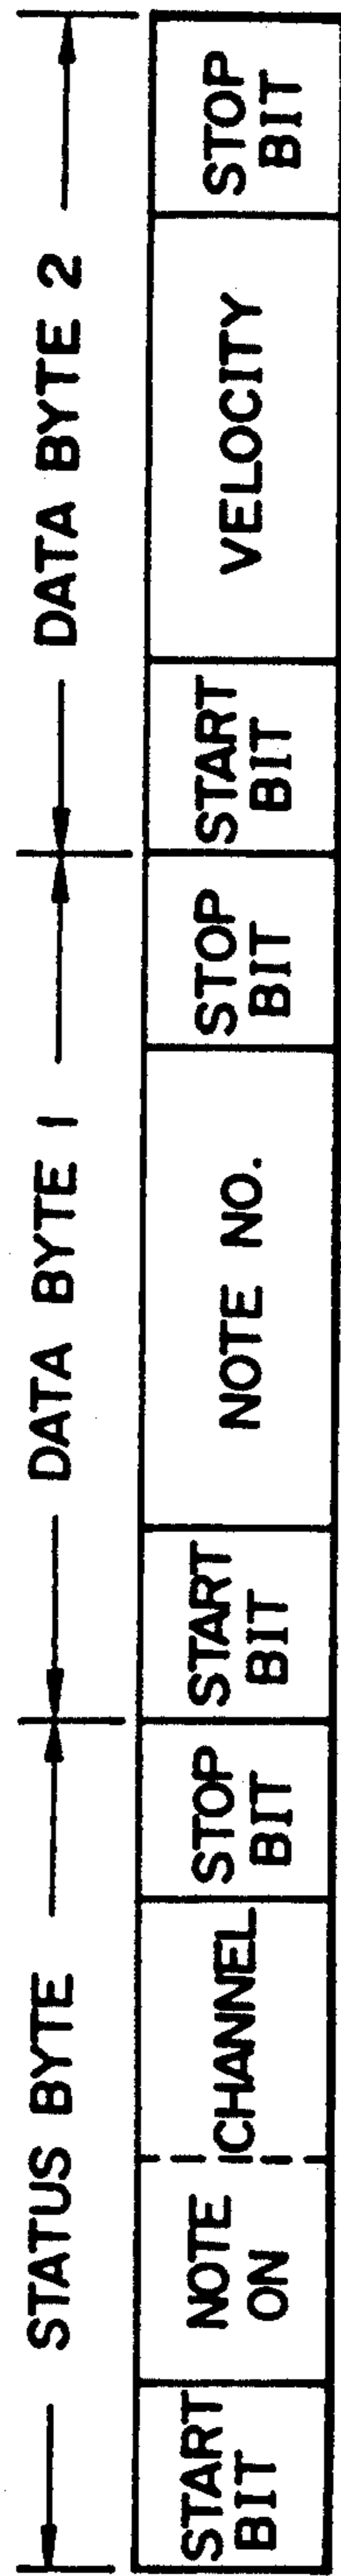 STATUS BYTE
DATA BYTE 1
DATA BYTE 2
START
BIT
NOTE
ON
CHANNEL
STOP
BIT
START
BIT
NOTE NO.
STOP
BIT
START
BIT
VELOCITY
STOP
BIT